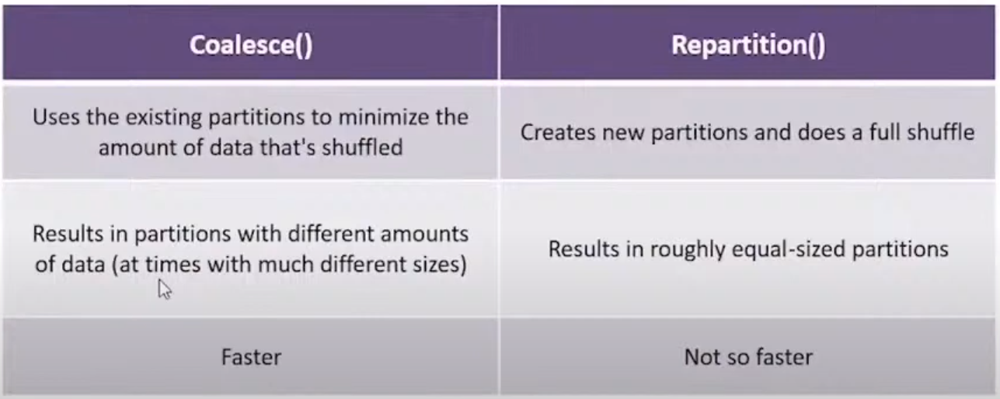 Coalesce()
Repartition()
Uses the existing partitions to minimize the
amount of data that's shuffled
Creates new partitions and does a full shuffle
Results in partitions with different amounts
of data (at times with much different sizes)
Results in roughly equal-sized partitions
Faster
Not so faster